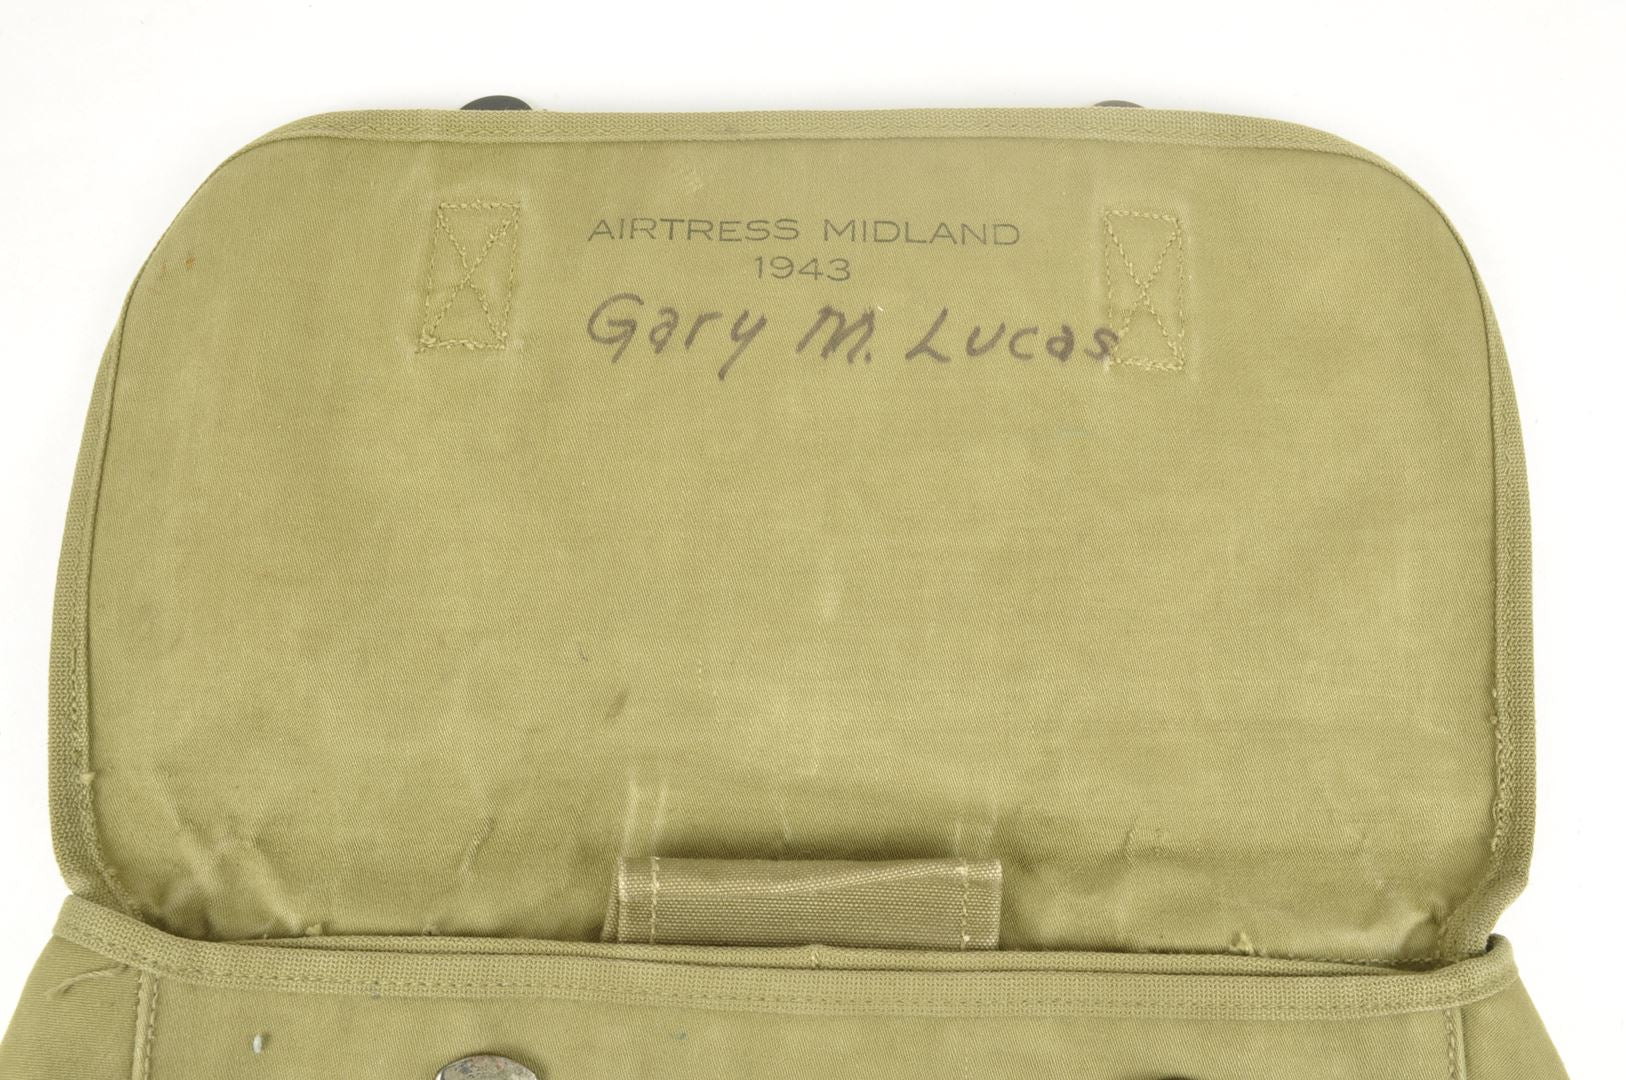 AIRTRESS MIDLAND
1943
Gary M. Lucas